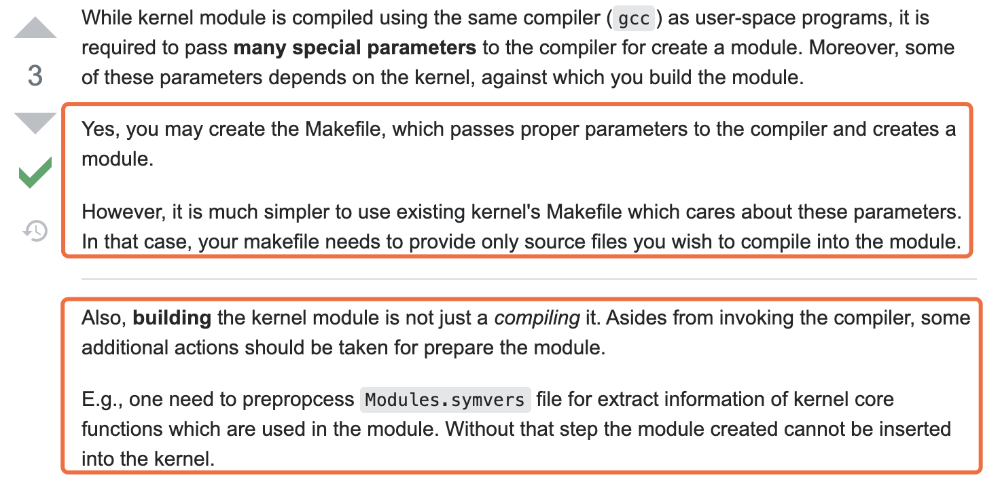 While kernel module is compiled using the same compiler (gcc) as user-space programs, it is
required to pass many special parameters to the compiler for create a module. Moreover, some
of these parameters depends on the kernel, against which you build the module.
3
Yes, you may create the Makefile, which passes proper parameters to the compiler and creates a
module.
However, it is much simpler to use existing kernel's Makefile which cares about these parameters.
In that case, your makefile needs to provide only source files you wish to compile into the module.
Also, building the kernel module is not just a compiling it. Asides from invoking the compiler, some
additional actions should be taken for prepare the module.
E.g., one need to prepropcess Modules.symvers file for extract information of kernel core
functions which are used in the module. Without that step the module created cannot be inserted
into the kernel.